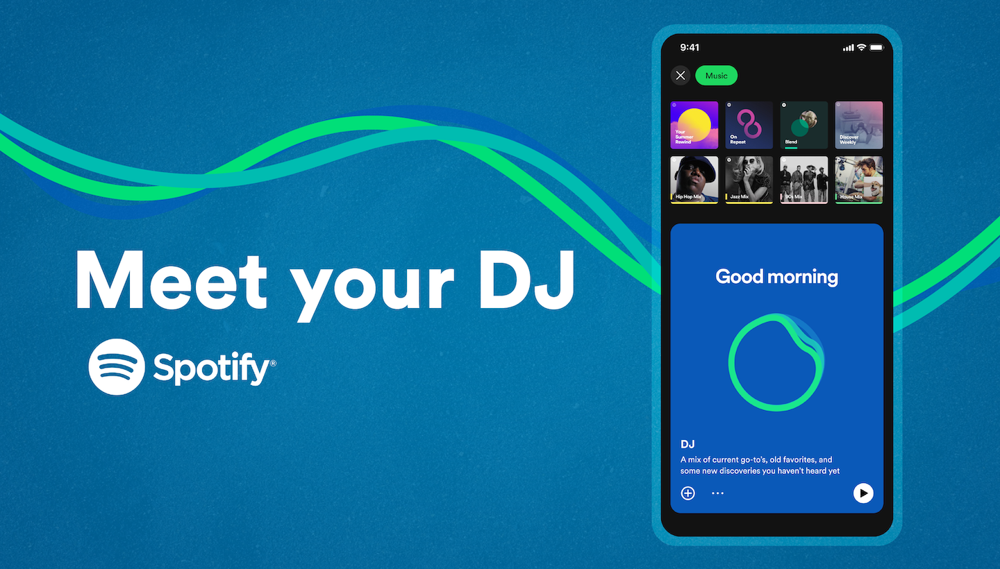 Meet your DJ
Spotify®
9:41
Music
Your
Summer
Rewind
On
Repeat
Blend
Discover
Weekly
Hip Hop Mix
Jazz Mix
90s Mix
House Mix
Good morning
DJ
A mix of current go-to's, old favorites, and
some new discoveries you haven't heard yet